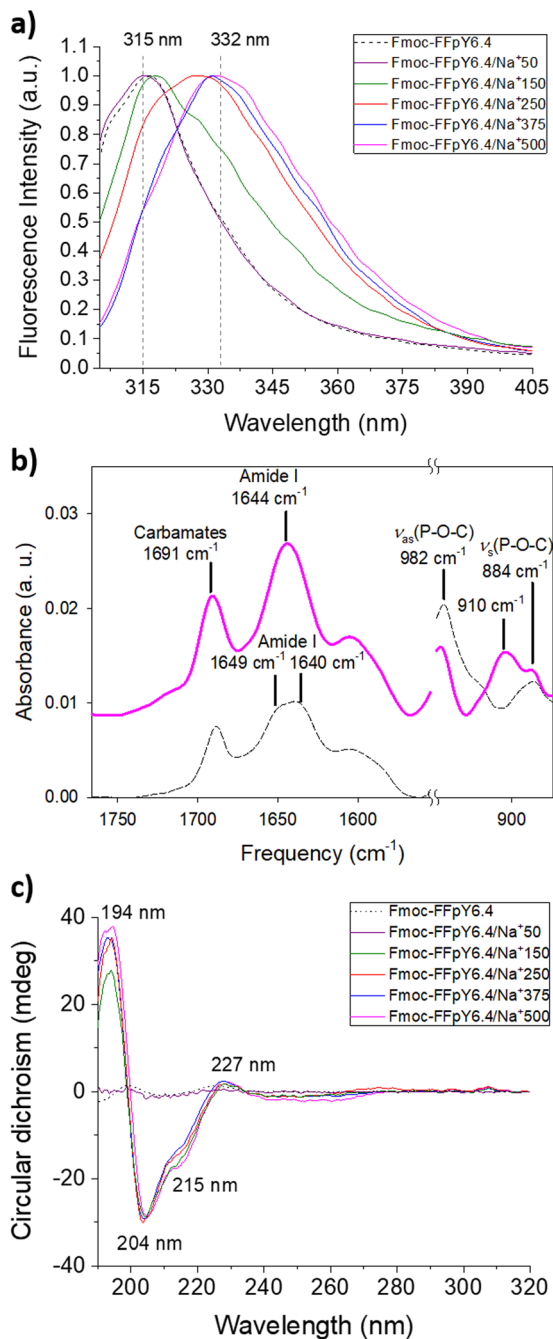 a)
315 nm 332 nm
Fmoc-FFpY6.4
Fmoc-FFpY6.4/Na⁺50
Fmoc-FFpY6.4/Na⁺150
Fmoc-FFpY6.4/Na⁺250
Fmoc-FFpY6.4/Na⁺375
Fmoc-FFpY6.4/Na⁺500
Fluorescence Intensity (a.u.)
1.0
0.9
0.8
0.7
0.6
0.5
0.4
0.3
0.2
0.1
0.0
315 330 345 360 375 390 405
Wavelength (nm)
b)
Amide I
1644 cm⁻¹
Carbamates
1691 cm⁻¹
νas(P-O-C)
982 cm⁻¹
νs(P-O-C)
884 cm⁻¹
910 cm⁻¹
Amide I
1649 cm⁻¹ 1640 cm⁻¹
Absorbance (a. u.)
0.03
0.02
0.01
0.00
1750 1700 1650 1600 900
Frequency (cm⁻¹)
c)
194 nm
Fmoc-FFpY6.4
Fmoc-FFpY6.4/Na⁺50
Fmoc-FFpY6.4/Na⁺150
Fmoc-FFpY6.4/Na⁺250
Fmoc-FFpY6.4/Na⁺375
Fmoc-FFpY6.4/Na⁺500
227 nm
215 nm
204 nm
Circular dichroism (mdeg)
40
20
0
-20
-40
200 220 240 260 280 300 320
Wavelength (nm)